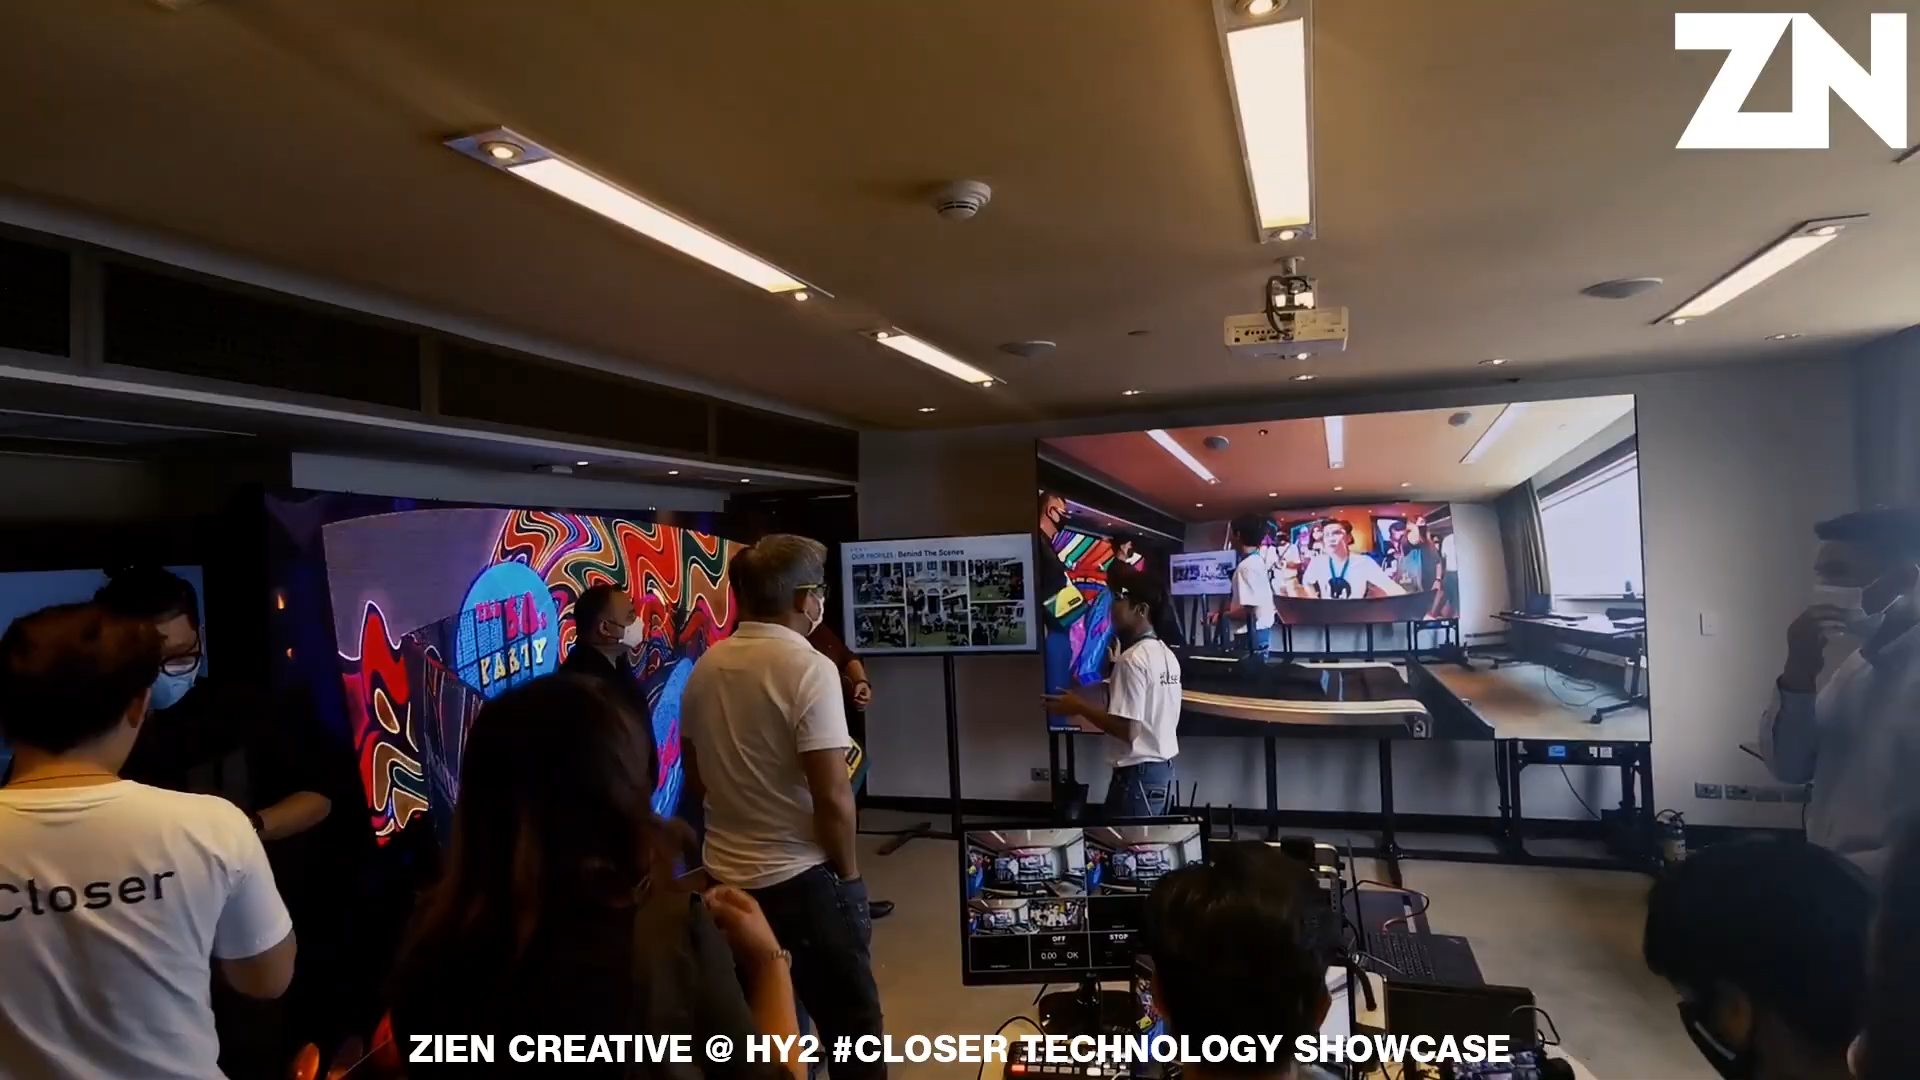 ZN
OUR PROFILES : Behind The Scenes
The 60s
PARTY
Closer
OFF
STOP
0.00 OK
ZIEN CREATIVE @ HY2 #CLOSER TECHNOLOGY SHOWCASE